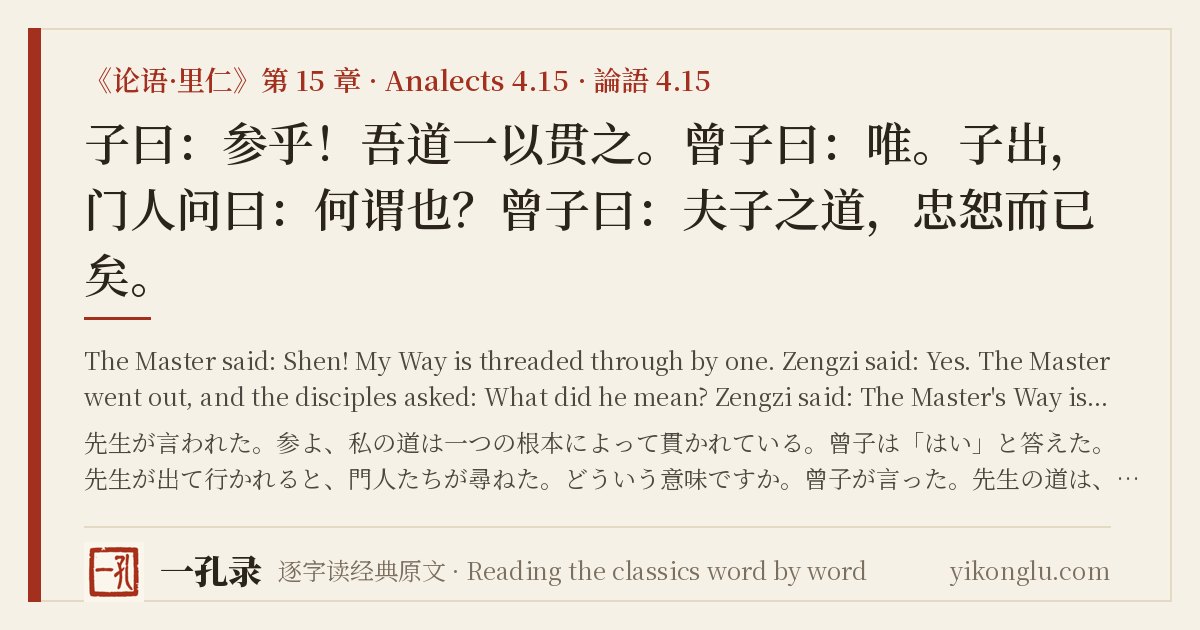 《论语·里仁》第 15 章 · Analects 4.15 · 論語 4.15
子曰：参乎！吾道一以贯之。曾子曰：唯。子出，
门人问曰：何谓也？曾子曰：夫子之道，忠恕而已
矣。
The Master said: Shen! My Way is threaded through by one. Zengzi said: Yes. The Master
went out, and the disciples asked: What did he mean? Zengzi said: The Master's Way is...
先生が言われた。参よ、私の道は一つの根本によって貫かれている。曾子は「はい」と答えた。
先生が出て行かれると、門人たちが尋ねた。どういう意味ですか。曾子が言った。先生の道は、…
一孔
一孔录 逐字读经典原文 · Reading the classics word by word yikonglu.com